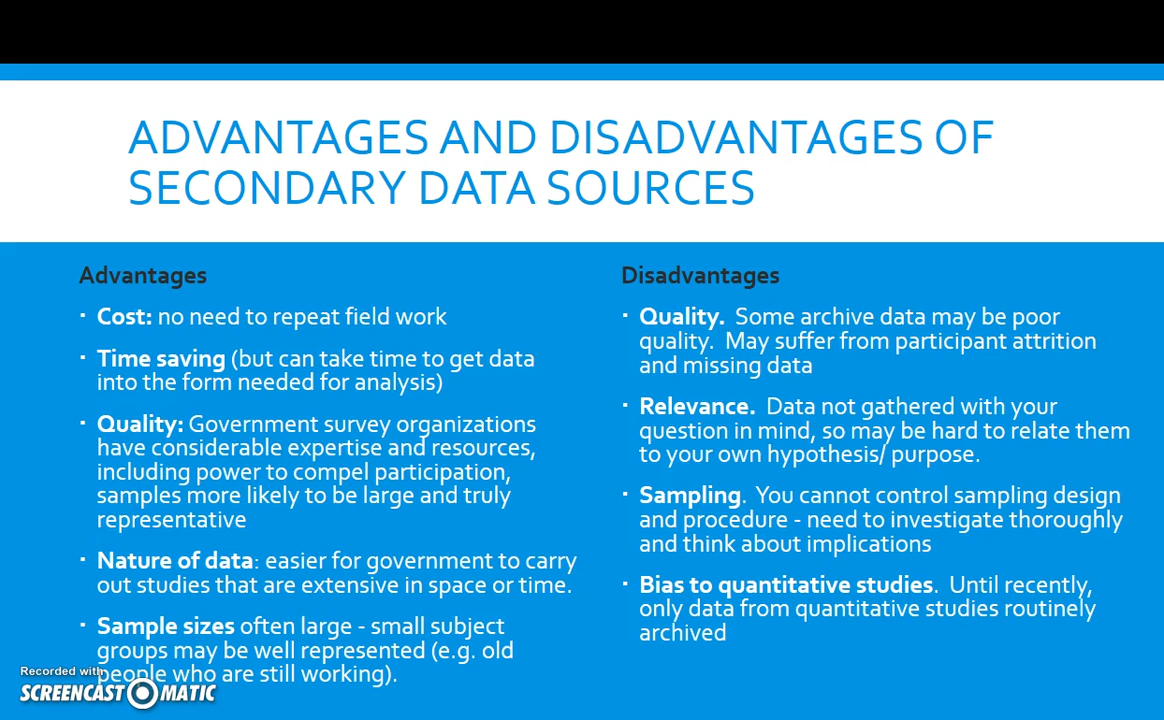 ADVANTAGES AND DISADVANTAGES OF
SECONDARY DATA SOURCES
Advantages
▪ Cost: no need to repeat field work
▪ Time saving (but can take time to get data
into the form needed for analysis)
▪ Quality: Government survey organizations
have considerable expertise and resources,
including power to compel participation,
samples more likely to be large and truly
representative
▪ Nature of data: easier for government to carry
out studies that are extensive in space or time.
▪ Sample sizes often large - small subject
groups may be well represented (e.g. old
people who are still working).
Disadvantages
▪ Quality.  Some archive data may be poor
quality.  May suffer from participant attrition
and missing data
▪ Relevance.  Data not gathered with your
question in mind, so may be hard to relate them
to your own hypothesis/ purpose.
▪ Sampling.  You cannot control sampling design
and procedure - need to investigate thoroughly
and think about implications
▪ Bias to quantitative studies.  Until recently,
only data from quantitative studies routinely
archived
Recorded with
SCREENCAST MATIC